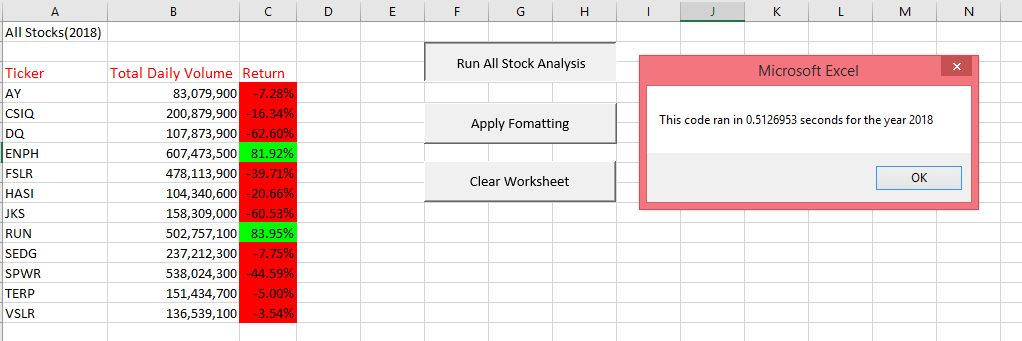 A B C D E F G H I J K L M N
All Stocks(2018)
Run All Stock Analysis
Microsoft Excel
Ticker Total Daily Volume Return
AY 83,079,900 -7.28%
CSIQ 200,879,900 -16.34%
This code ran in 0.5126953 seconds for the year 2018
DQ 107,873,900 -62.60%
Apply Fomatting
ENPH 607,473,500 81.92%
FSLR 478,113,900 -39.71%
OK
Clear Worksheet
HASI 104,340,600 -20.66%
JKS 158,309,000 -60.53%
RUN 502,757,100 83.95%
SEDG 237,212,300 -7.75%
SPWR 538,024,300 -44.59%
TERP 151,434,700 -5.00%
VSLR 136,539,100 -3.54%